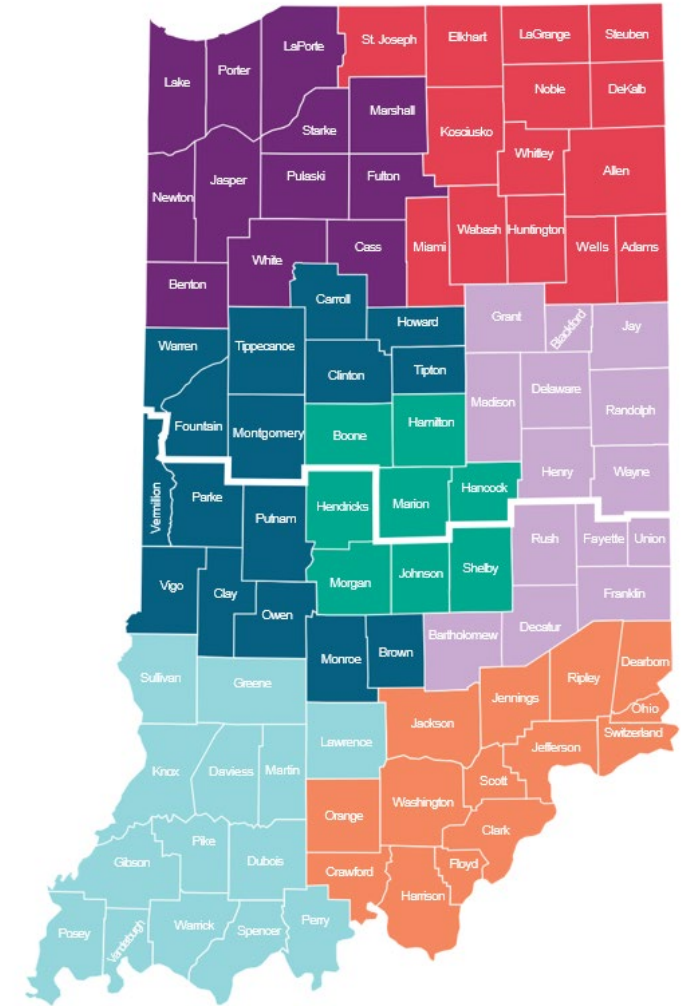 St. Joseph
Elkhart
LaGrange
Steuben
LaPorte
Porter
Lake
Noble
DeKalb
Marshall
Starke
Kosciusko
Whitley
Allen
Pulaski
Fulton
Jasper
Newton
Wabash
Huntington
Miami
Wells
Adams
Cass
White
Benton
Carroll
Howard
Grant
Blackford
Jay
Warren
Tippecanoe
Clinton
Tipton
Delaware
Madison
Randolph
Fountain
Montgomery
Boone
Hamilton
Henry
Wayne
Vermillion
Parke
Putnam
Hendricks
Marion
Hancock
Rush
Fayette
Union
Vigo
Clay
Owen
Morgan
Johnson
Shelby
Franklin
Decatur
Bartholomew
Monroe
Brown
Dearborn
Ripley
Sullivan
Greene
Jennings
Ohio
Switzerland
Jackson
Lawrence
Jefferson
Knox
Daviess
Martin
Scott
Washington
Orange
Clark
Pike
Gibson
Dubois
Crawford
Floyd
Harrison
Posey
Vandeburgh
Warrick
Spencer
Perry